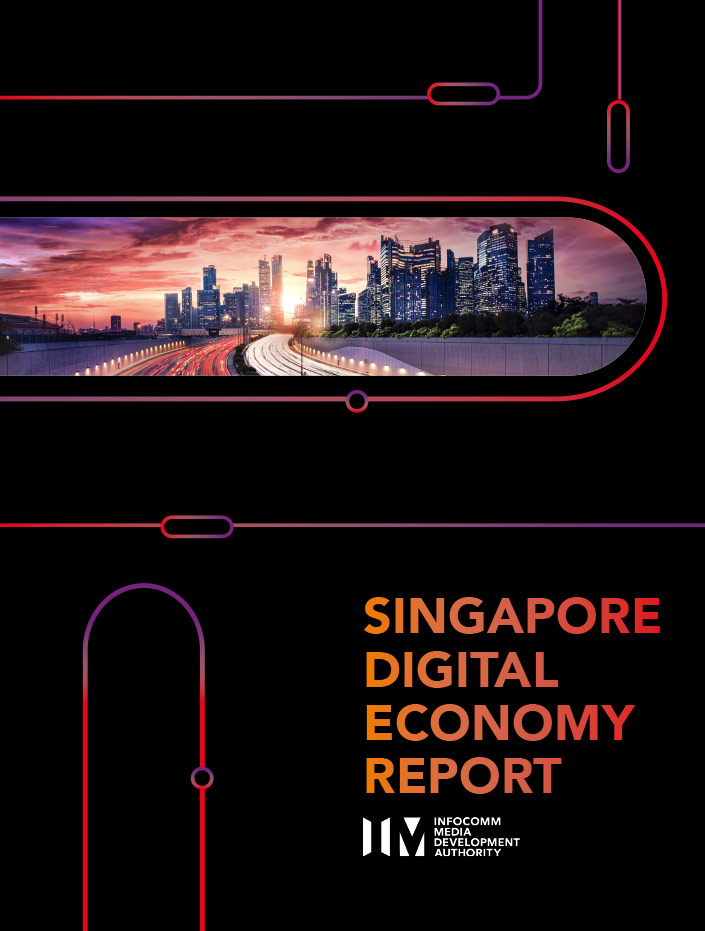 SINGAPORE
DIGITAL
ECONOMY
REPORT
INFOCOMM
MEDIA
DEVELOPMENT
AUTHORITY